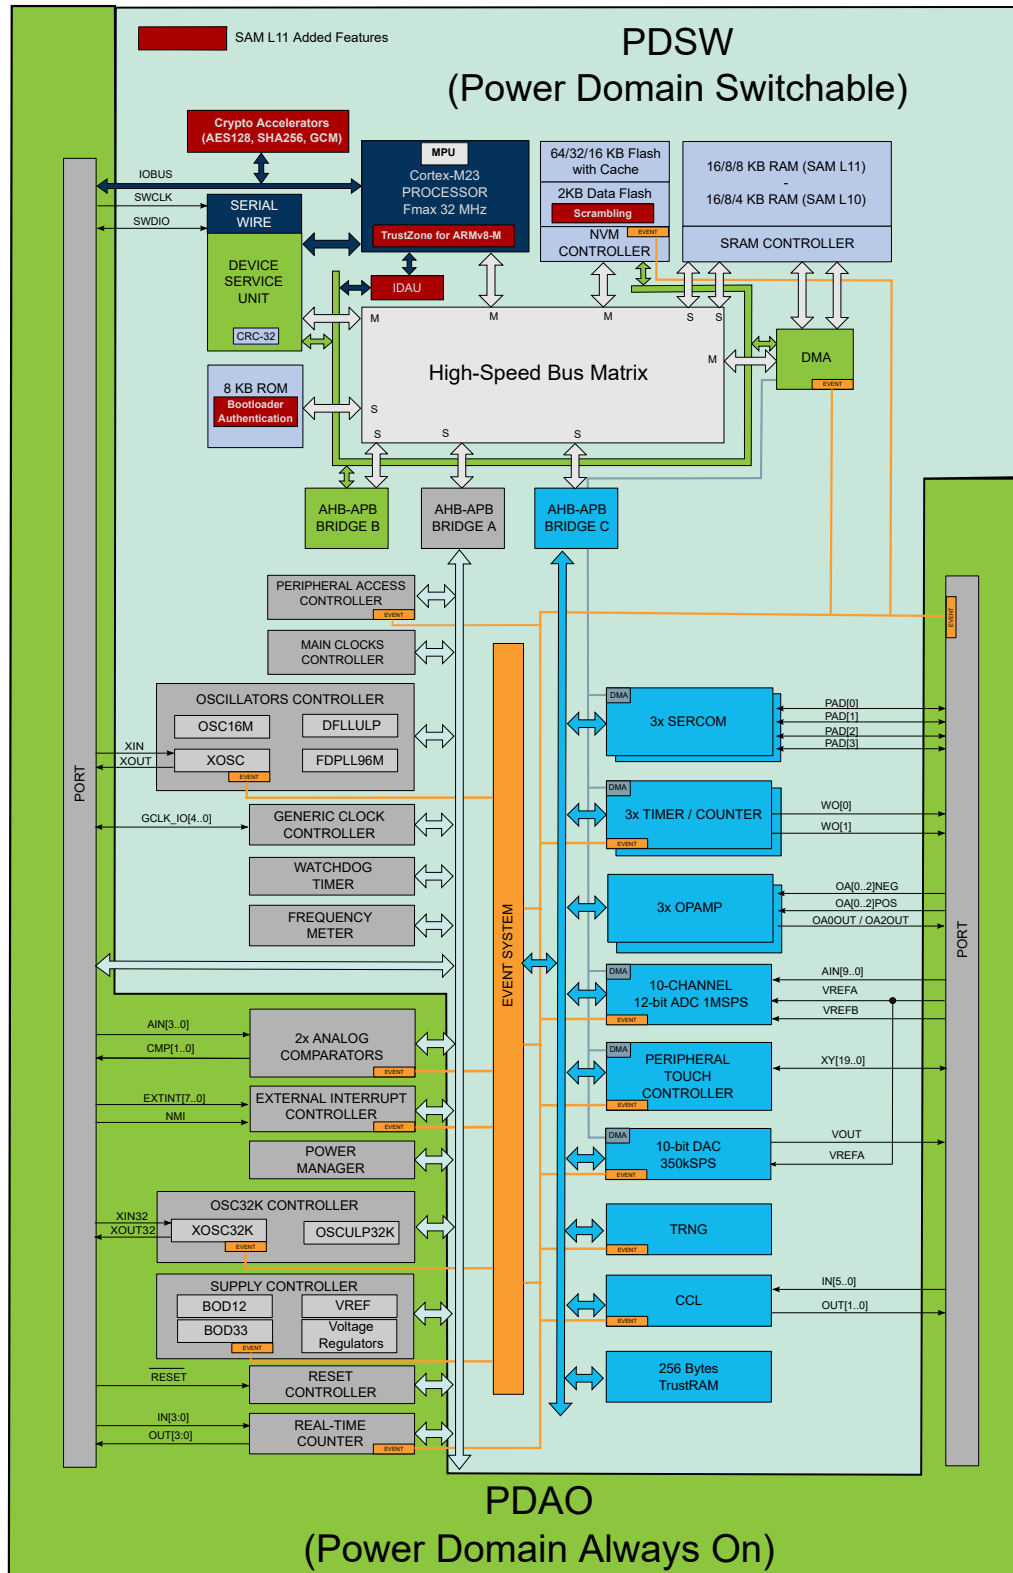 SAM L11 Added Features
PDSW
(Power Domain Switchable)
Crypto Accelerators
(AES128, SHA256, GCM)
IOBUS
SWCLK
SWDIO
SERIAL
WIRE
DEVICE
SERVICE
UNIT
CRC-32
MPU
Cortex-M23
PROCESSOR
Fmax 32 MHz
TrustZone for ARMv8-M
IDAU
64/32/16 KB Flash
with Cache
2KB Data Flash
Scrambling
EVENT
NVM
CONTROLLER
16/8/8 KB RAM (SAM L11)
-
16/8/4 KB RAM (SAM L10)
SRAM CONTROLLER
M
M
M
S
S
M
High-Speed Bus Matrix
S
S
S
S
DMA
EVENT
8 KB ROM
Bootloader
Authentication
AHB-APB
BRIDGE B
AHB-APB
BRIDGE A
AHB-APB
BRIDGE C
PORT
PERIPHERAL ACCESS
CONTROLLER
EVENT
MAIN CLOCKS
CONTROLLER
OSCILLATORS CONTROLLER
OSC16M
DFLLULP
XOSC
FDPLL96M
EVENT
XIN
XOUT
GCLK_IO[4..0]
GENERIC CLOCK
CONTROLLER
WATCHDOG
TIMER
FREQUENCY
METER
AIN[3..0]
CMP[1..0]
2x ANALOG
COMPARATORS
EVENT
EXTINT[7..0]
NMI
EXTERNAL INTERRUPT
CONTROLLER
EVENT
POWER
MANAGER
OSC32K CONTROLLER
XOSC32K
OSCULP32K
EVENT
XIN32
XOUT32
SUPPLY CONTROLLER
BOD12
VREF
BOD33
Voltage
Regulators
EVENT
RESET
RESET
CONTROLLER
IN[3:0]
OUT[3:0]
REAL-TIME
COUNTER
EVENT
EVENT SYSTEM
DMA
3x SERCOM
PAD[0]
PAD[1]
PAD[2]
PAD[3]
DMA
3x TIMER / COUNTER
EVENT
WO[0]
WO[1]
3x OPAMP
OA[0..2]NEG
OA[0..2]POS
OA0OUT / OA2OUT
DMA
10-CHANNEL
12-bit ADC 1MSPS
EVENT
AIN[9..0]
VREFA
VREFB
DMA
PERIPHERAL
TOUCH
CONTROLLER
EVENT
XY[19..0]
DMA
10-bit DAC
350kSPS
EVENT
VOUT
VREFA
TRNG
EVENT
CCL
EVENT
IN[5..0]
OUT[1..0]
256 Bytes
TrustRAM
EVENT
PORT
PDAO
(Power Domain Always On)